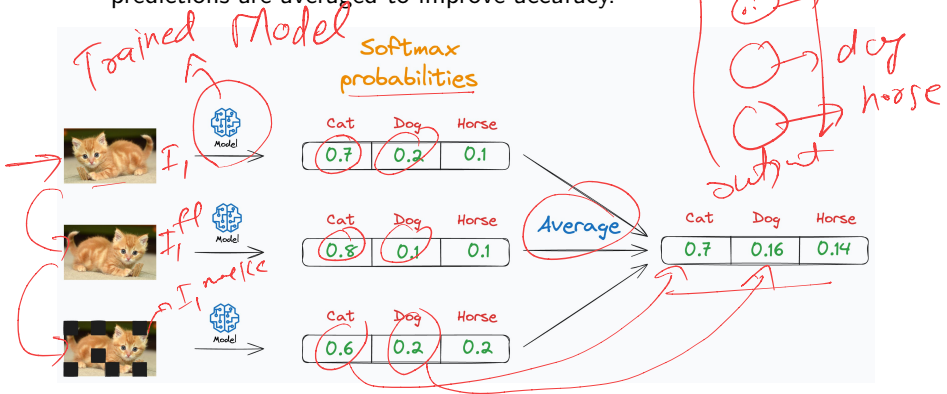 predictions are averaged to improve accuracy.
Trained Model
Softmax
probabilities
dog
horse
output
Model
Cat Dog Horse
0.7 0.2 0.1
I1
Model
Cat Dog Horse
0.8 0.1 0.1
Average
Cat Dog Horse
0.7 0.16 0.14
I1
Model
Cat Dog Horse
0.6 0.2 0.2
I1